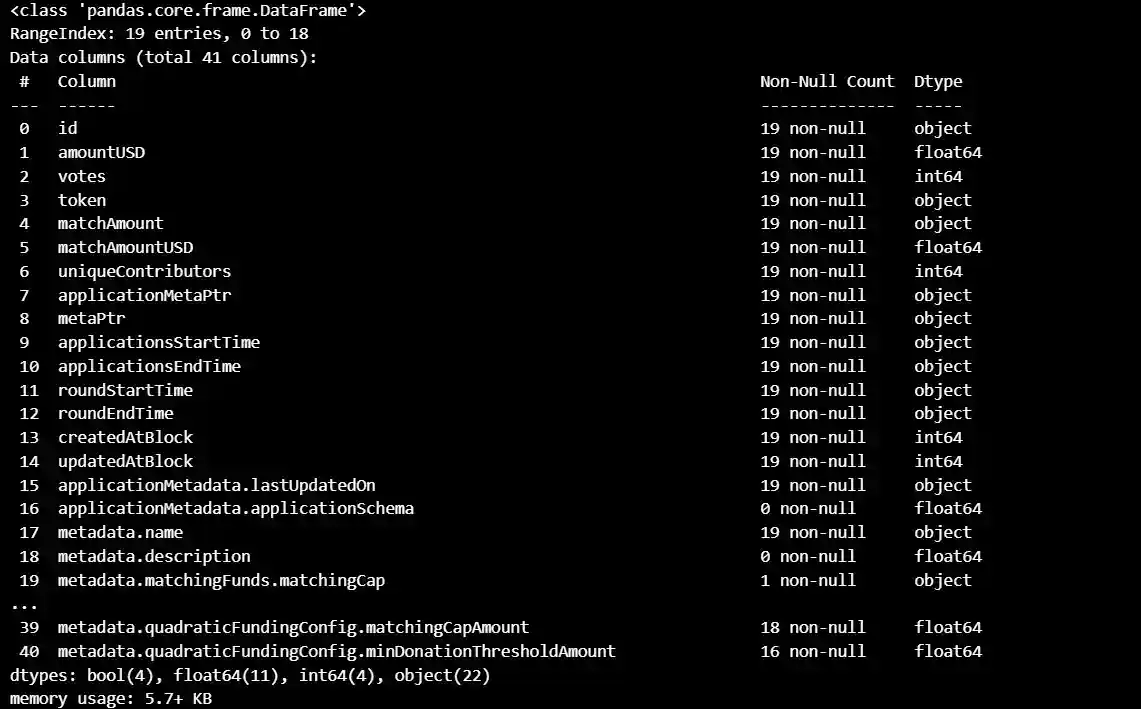 <class 'pandas.core.frame.DataFrame'>
RangeIndex: 19 entries, 0 to 18
Data columns (total 41 columns):
 #   Column                                                                   Non-Null Count  Dtype
---  ------                                                                   --------------  -----
 0   id                                                                       19 non-null     object
 1   amountUSD                                                                19 non-null     float64
 2   votes                                                                    19 non-null     int64
 3   token                                                                    19 non-null     object
 4   matchAmount                                                              19 non-null     object
 5   matchAmountUSD                                                           19 non-null     float64
 6   uniqueContributors                                                       19 non-null     int64
 7   applicationMetaPtr                                                       19 non-null     object
 8   metaPtr                                                                  19 non-null     object
 9   applicationsStartTime                                                    19 non-null     object
 10  applicationsEndTime                                                      19 non-null     object
 11  roundStartTime                                                           19 non-null     object
 12  roundEndTime                                                             19 non-null     object
 13  createdAtBlock                                                           19 non-null     int64
 14  updatedAtBlock                                                           19 non-null     int64
 15  applicationMetadata.lastUpdatedOn                                        19 non-null     object
 16  applicationMetadata.applicationSchema                                    0 non-null      float64
 17  metadata.name                                                            19 non-null     object
 18  metadata.description                                                     0 non-null      float64
 19  metadata.matchingFunds.matchingCap                                       1 non-null      object
...
 39  metadata.quadraticFundingConfig.matchingCapAmount                        18 non-null     float64
 40  metadata.quadraticFundingConfig.minDonationThresholdAmount               16 non-null     float64
dtypes: bool(4), float64(11), int64(4), object(22)
memory usage: 5.7+ KB